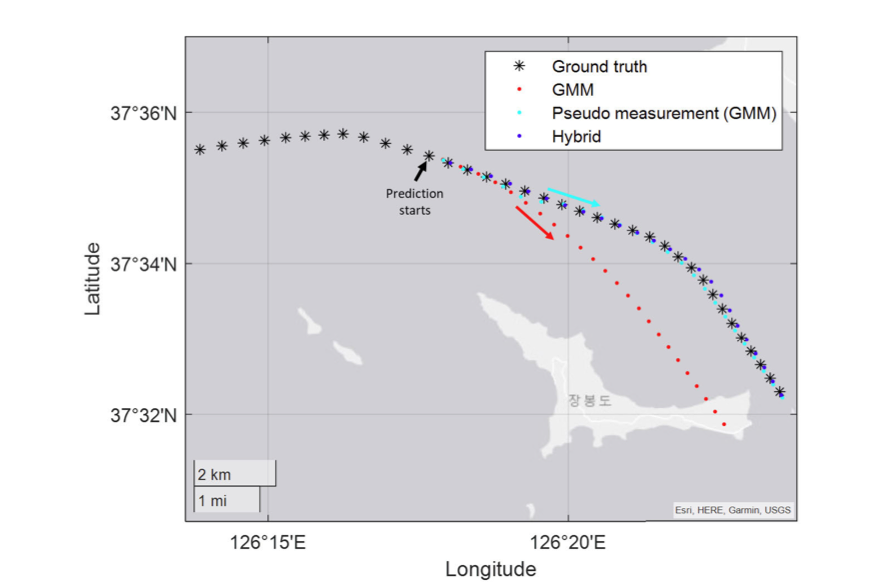 Ground truth
GMM
Pseudo measurement (GMM)
Hybrid
37°36'N
Prediction
starts
37°34'N
Latitude
장봉도
37°32'N
2 km
1 mi
Esri, HERE, Garmin, USGS
126°15'E
126°20'E
Longitude